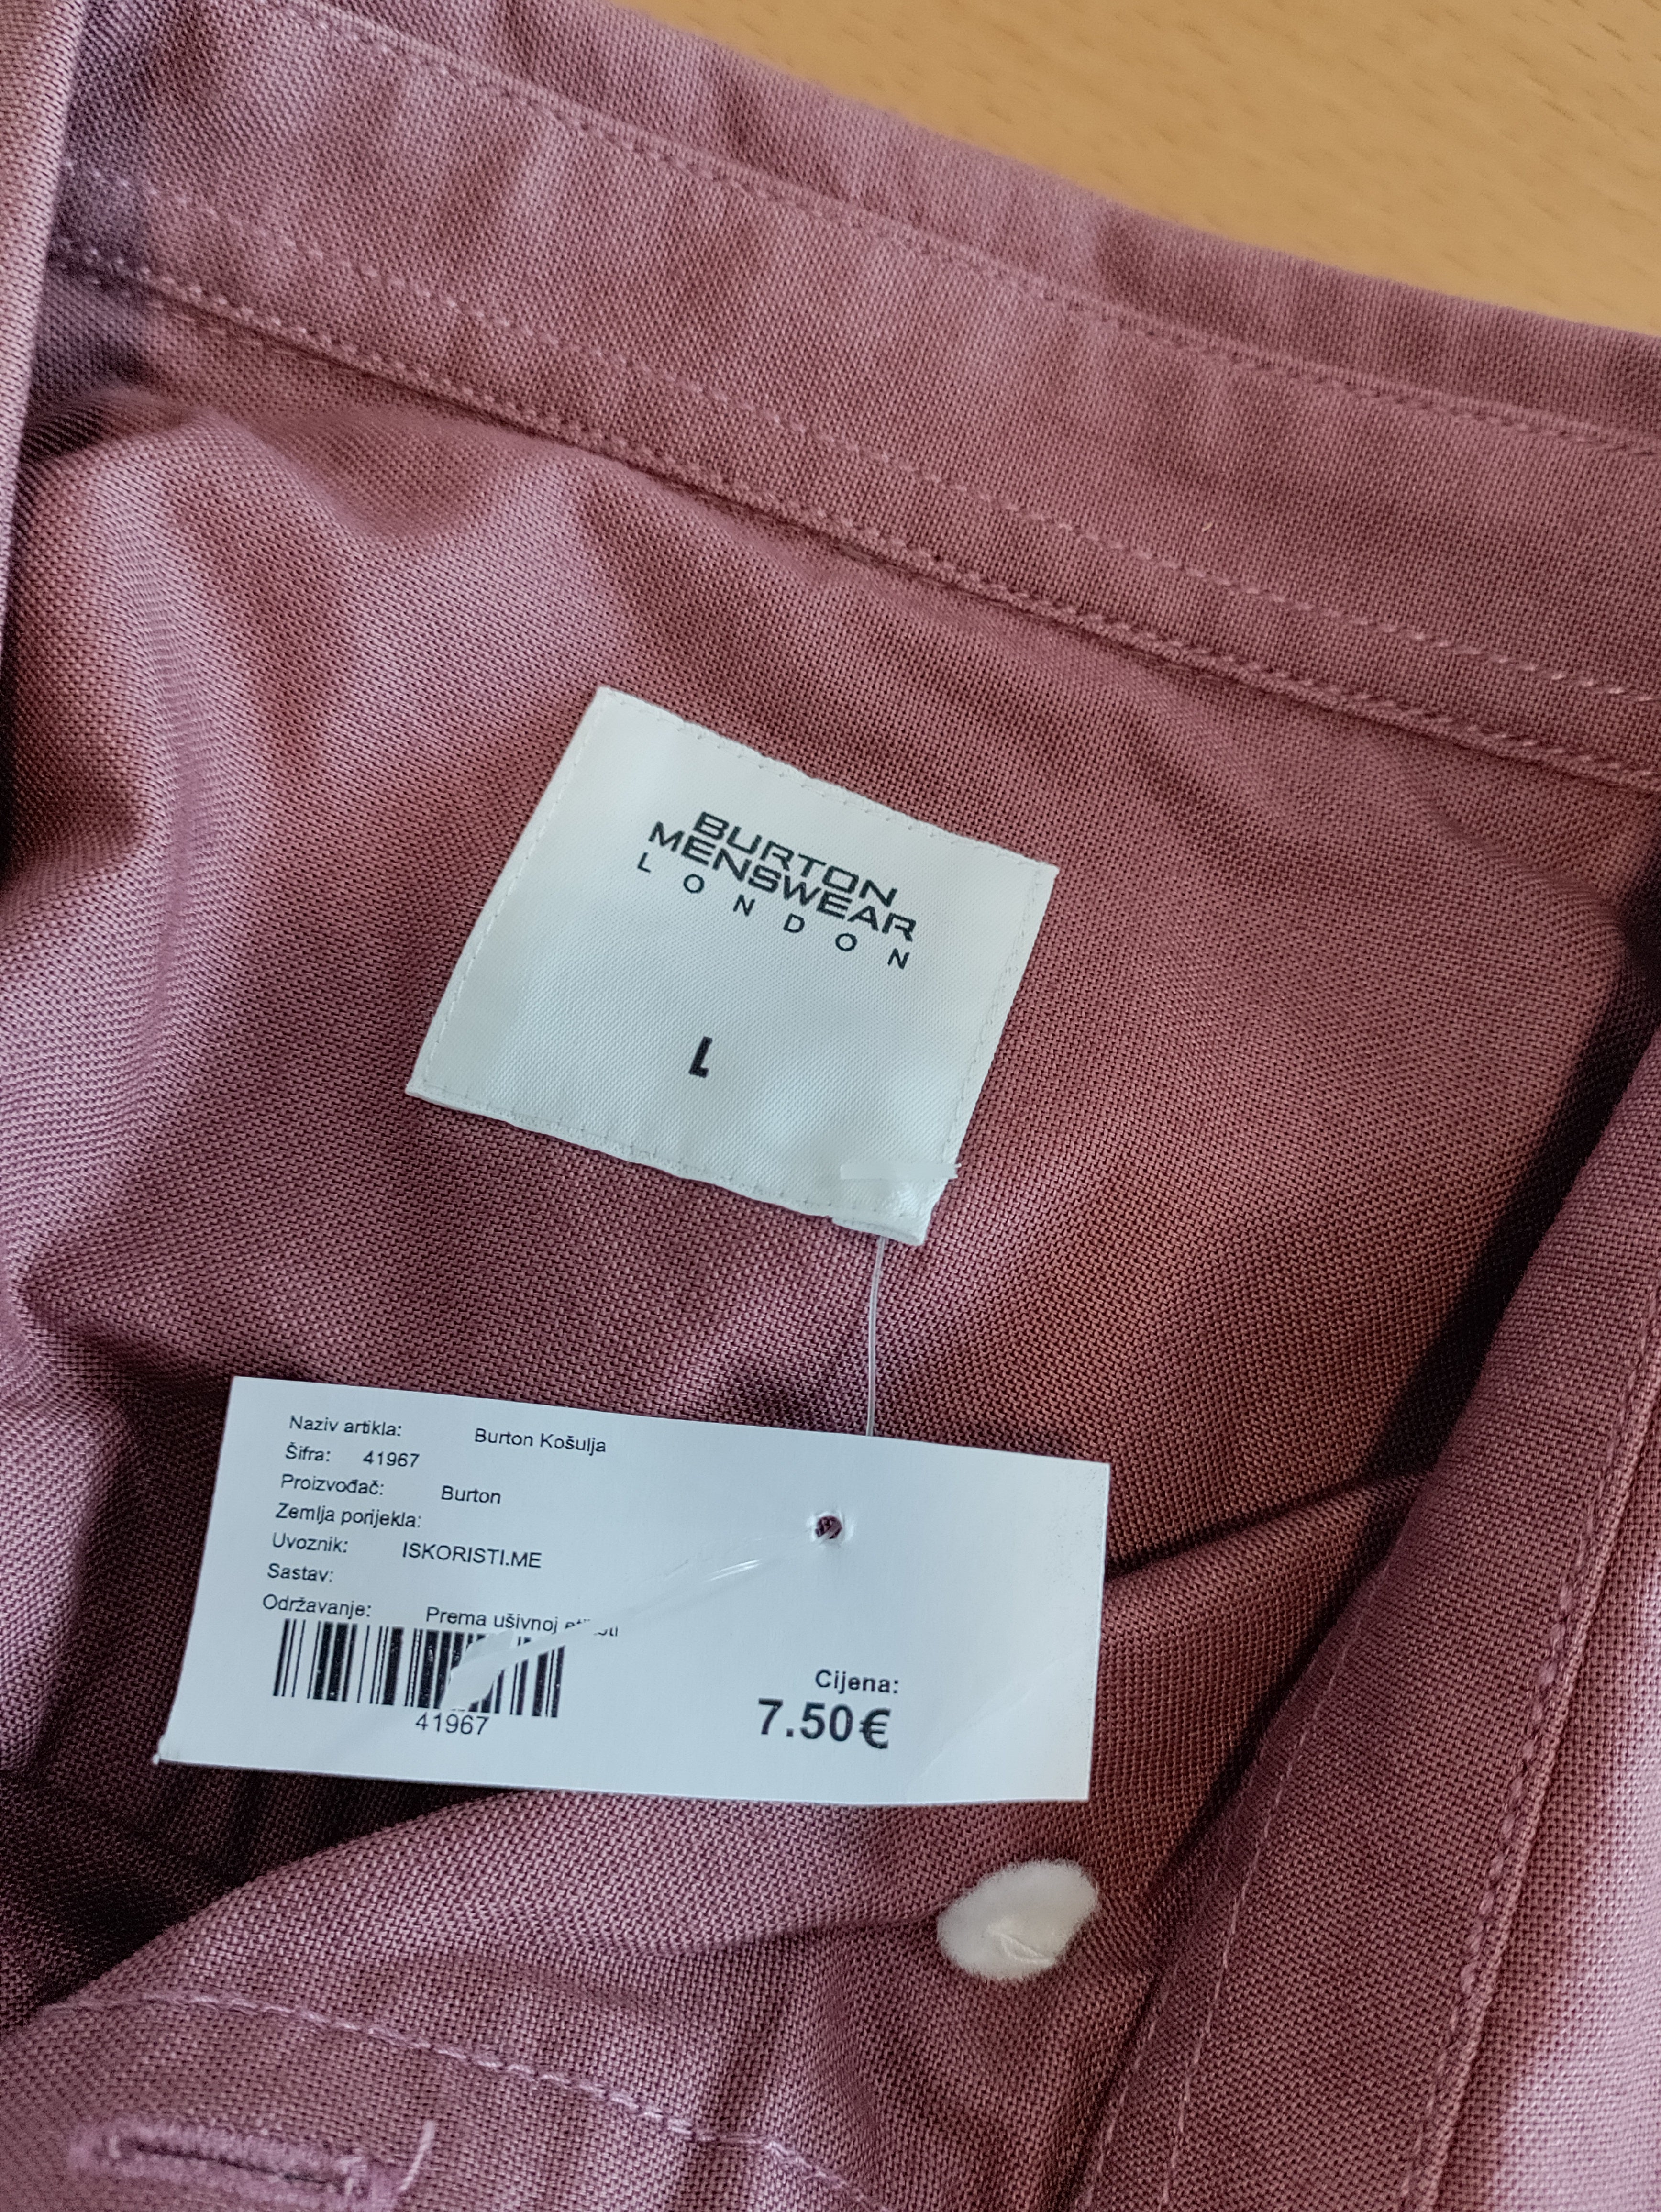 BURTON
MENSWEAR
LONDON
L
Naziv artikla: Burton Košulja
Šifra: 41967
Proizvođač: Burton
Zemlja porijekla:
Uvoznik: ISKORISTI.ME
Sastav:
Održavanje: Prema ušivnoj
41967
Cijena:
7.50€